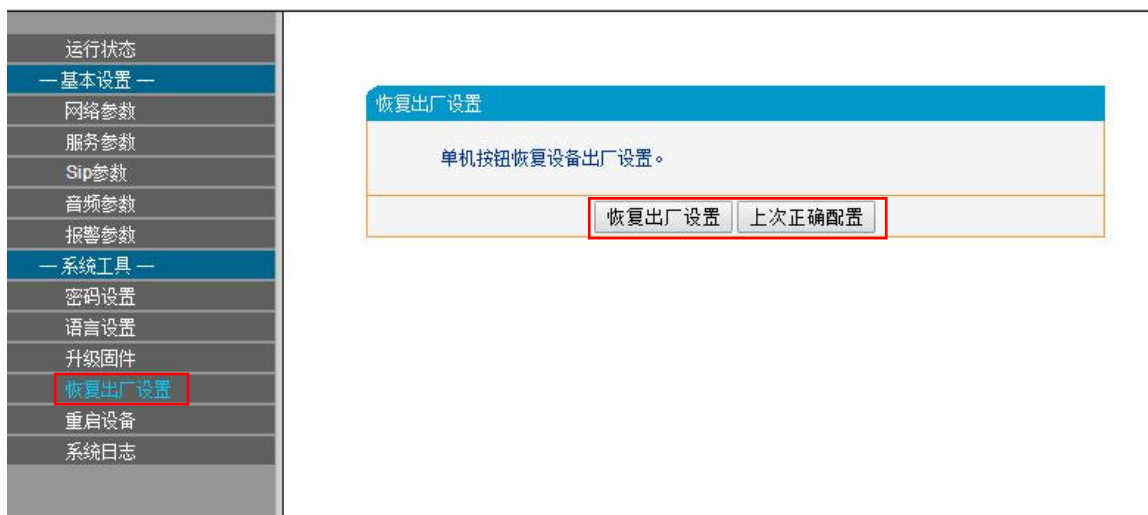 运行状态
— 基本设置 —
网络参数
服务参数
Sip参数
音频参数
报警参数
— 系统工具 —
密码设置
语言设置
升级固件
恢复出厂设置
重启设备
系统日志
恢复出厂设置
单机按钮恢复设备出厂设置。
恢复出厂设置 上次正确配置